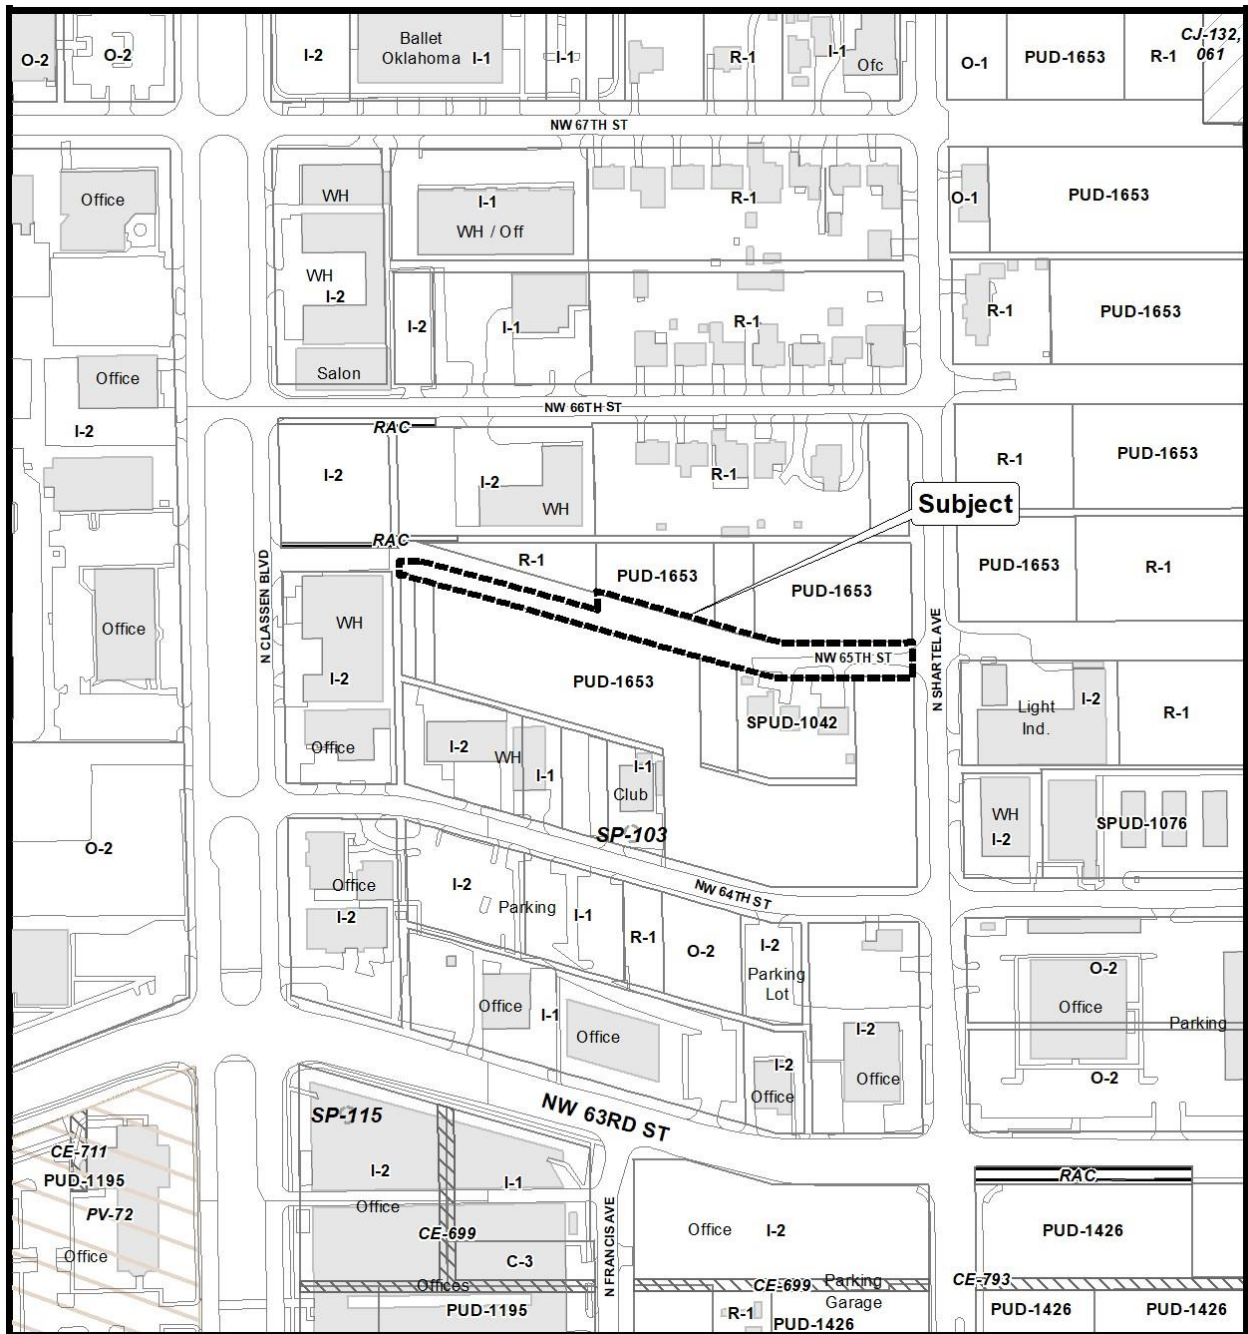 O-2
O-2
I-2
Ballet
Oklahoma
I-1
I-1
R-1
I-1
Ofc
O-1
PUD-1653
R-1
CJ-132,
061
NW 67TH ST
Office
WH
I-1
WH / Off
R-1
O-1
PUD-1653
WH
I-2
I-2
I-1
R-1
R-1
PUD-1653
Office
Salon
I-2
NW 66TH ST
RAC
I-2
I-2
WH
R-1
R-1
PUD-1653
Subject
RAC
R-1
PUD-1653
PUD-1653
PUD-1653
R-1
N CLASSEN BLVD
Office
WH
I-2
NW 65TH ST
N SHARTEL AVE
PUD-1653
SPUD-1042
Light
Ind.
I-2
R-1
Office
I-2
WH
I-1
I-1
Club
SP-103
WH
I-2
SPUD-1076
O-2
NW 64TH ST
Office
I-2
I-2
Parking
I-1
R-1
O-2
I-2
Parking
Lot
O-2
Office
Parking
O-2
Office
I-1
Office
I-2
Office
I-2
Office
NW 63RD ST
SP-115
CE-711
PUD-1195
PV-72
Office
I-2
Office
I-1
CE-699
C-3
Offices
PUD-1195
N FRANCIS AVE
Office
I-2
CE-699
Parking
Garage
R-1
PUD-1426
RAC
PUD-1426
CE-793
PUD-1426
PUD-1426